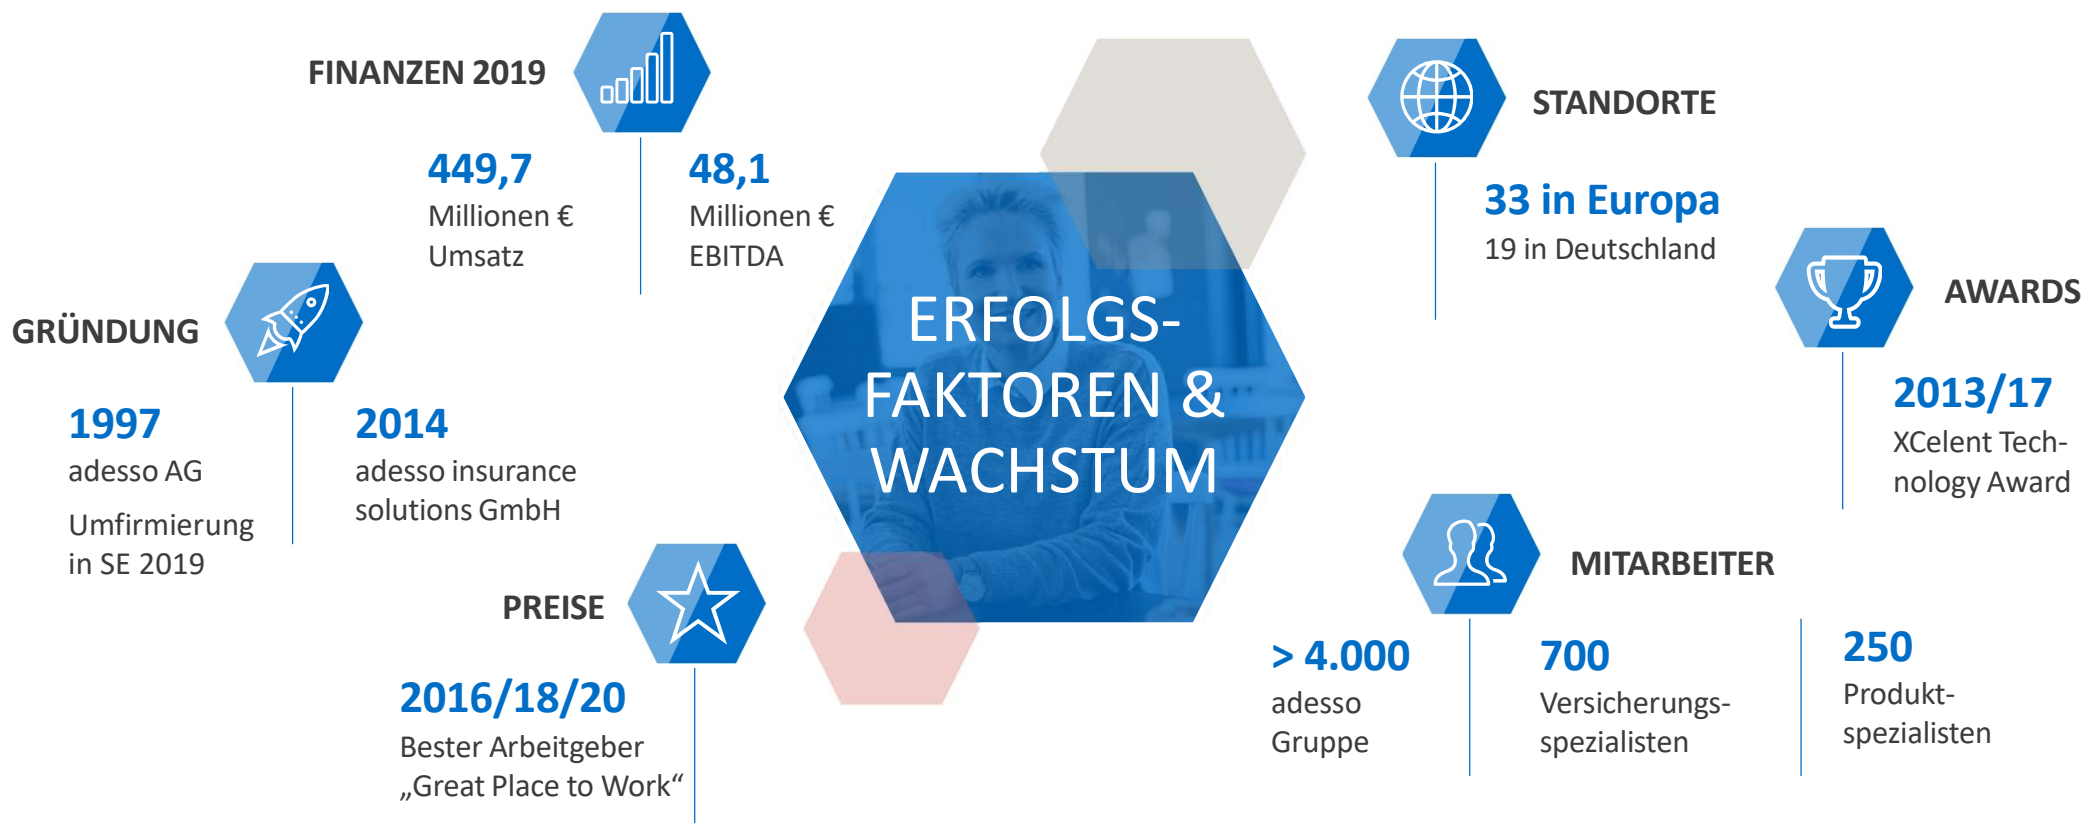 FINANZEN 2019
449,7
Millionen €
Umsatz
48,1
Millionen €
EBITDA
GRÜNDUNG
1997
adesso AG
Umfirmierung
in SE 2019
2014
adesso insurance
solutions GmbH
PREISE
2016/18/20
Bester Arbeitgeber
„Great Place to Work“
ERFOLGS-
FAKTOREN &
WACHSTUM
STANDORTE
33 in Europa
19 in Deutschland
AWARDS
2013/17
XCelent Tech-
nology Award
MITARBEITER
> 4.000
adesso
Gruppe
700
Versicherungs-
spezialisten
250
Produkt-
spezialisten